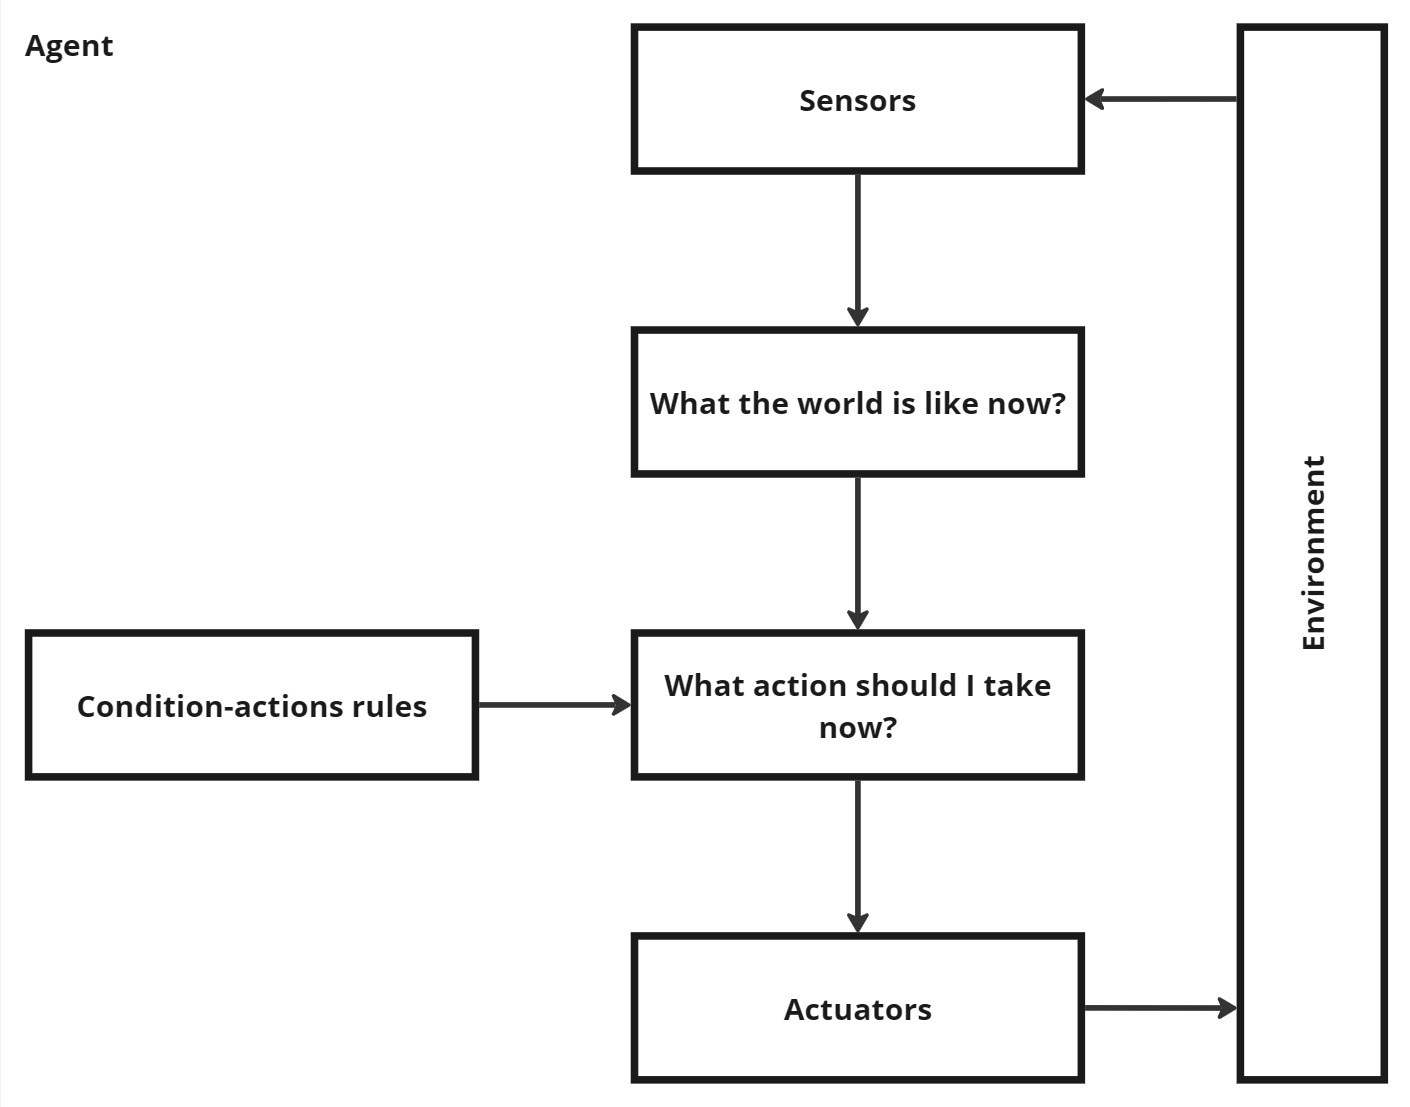 Agent
Sensors
What the world is like now?
Condition-actions rules
What action should I take
now?
Actuators
Environment